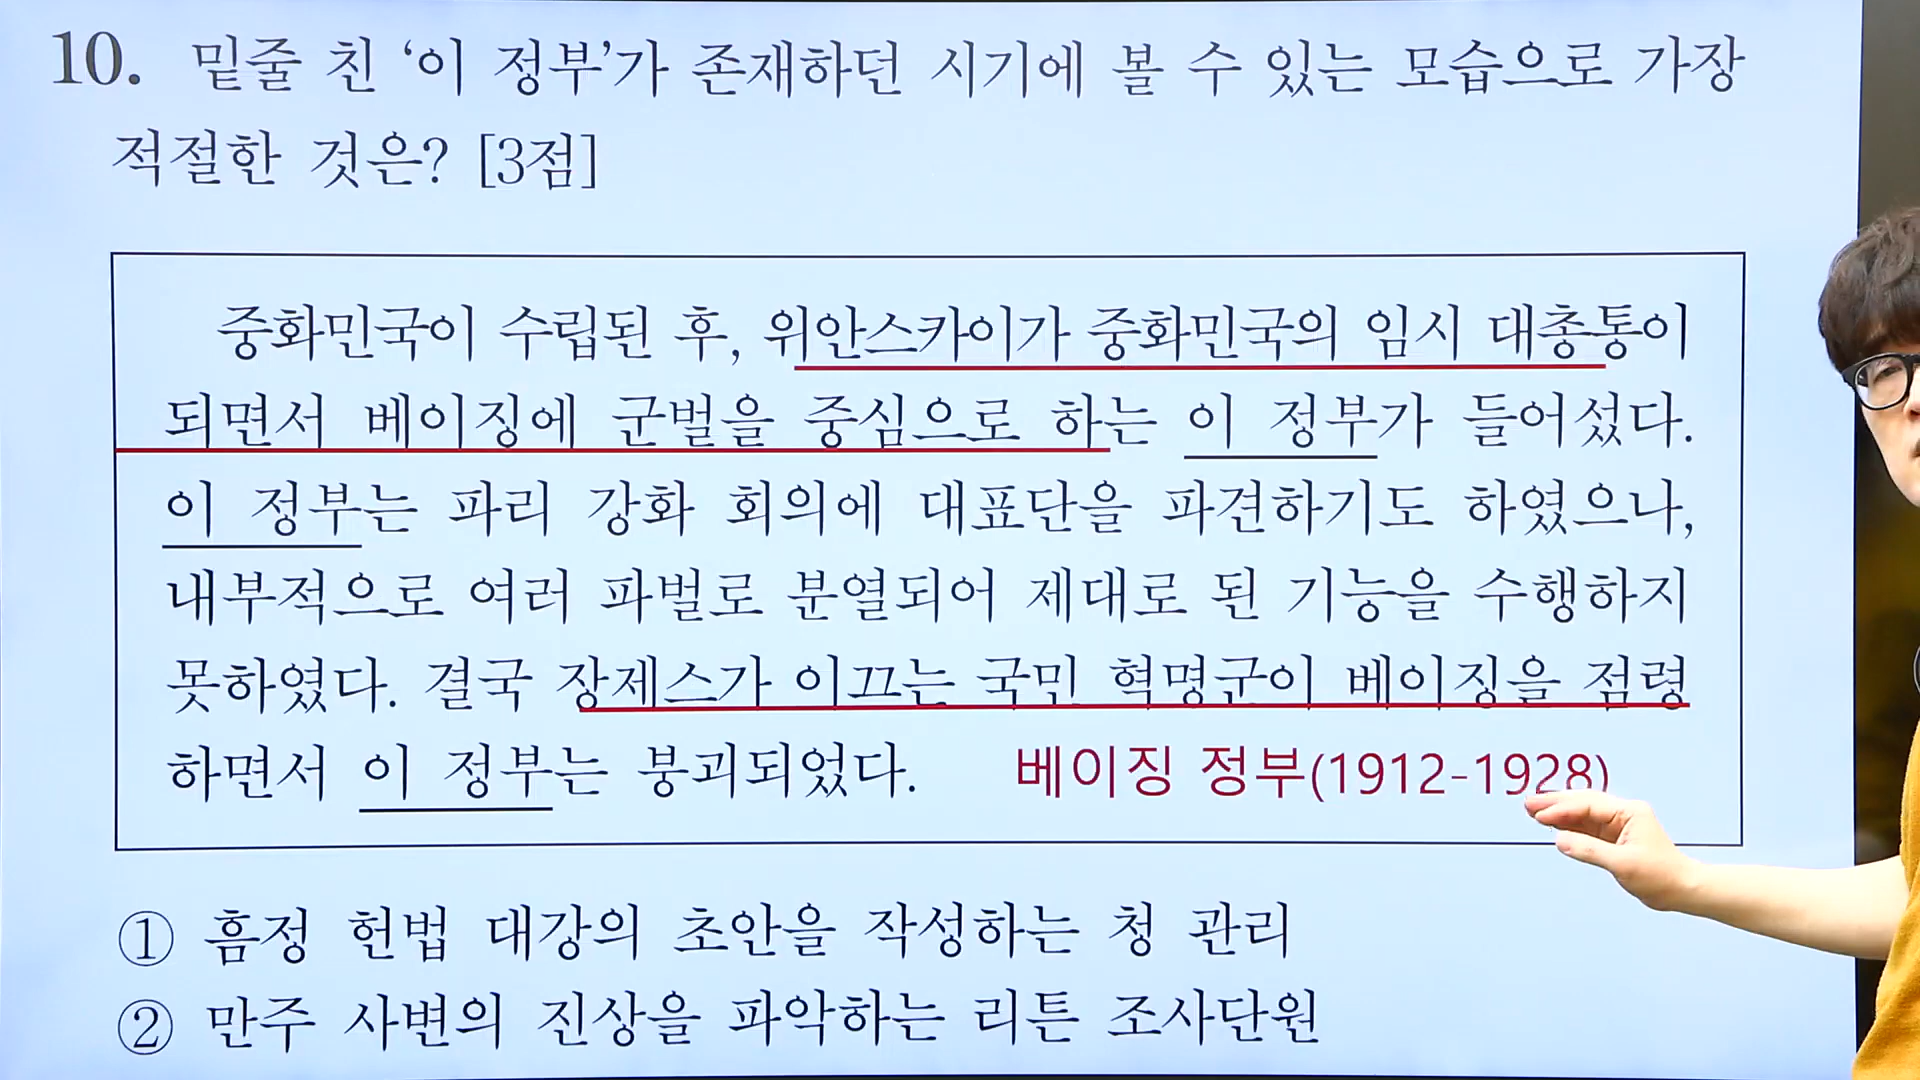 10. 밑줄 친 ‘이 정부’가 존재하던 시기에 볼 수 있는 모습으로 가장
적절한 것은? [3점]
중화민국이 수립된 후, 위안스카이가 중화민국의 임시 대총통이
되면서 베이징에 군벌을 중심으로 하는 이 정부가 들어섰다.
이 정부는 파리 강화 회의에 대표단을 파견하기도 하였으나,
내부적으로 여러 파벌로 분열되어 제대로 된 기능을 수행하지
못하였다. 결국 장제스가 이끄는 국민 혁명군이 베이징을 점령
하면서 이 정부는 붕괴되었다. 베이징 정부(1912-1928)
① 흠정 헌법 대강의 초안을 작성하는 청 관리
② 만주 사변의 진상을 파악하는 리튼 조사단원